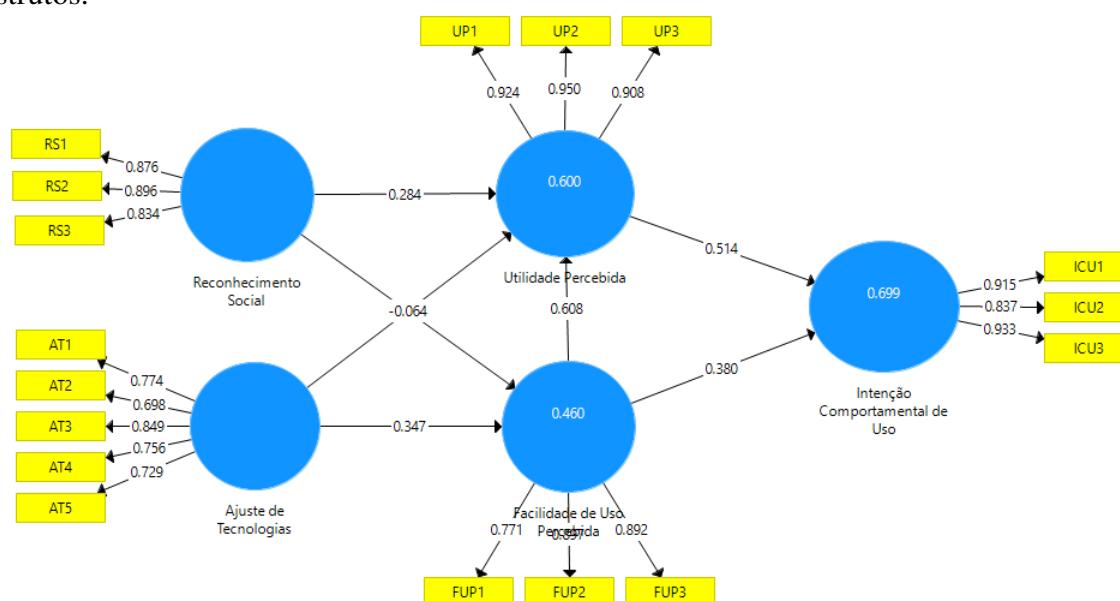 strutos:
UP1 UP2 UP3
0.924 0.950 0.908
RS1
RS2
RS3
0.876
0.896
0.834
0.284
0.600
Reconhecimento
Social
Utilidade Percebida
0.514
-0.064
0.608
0.699
ICU1
ICU2
ICU3
0.915
0.837
0.933
Intenção
Comportamental de
Uso
AT1
AT2
AT3
AT4
AT5
0.774
0.698
0.849
0.756
0.729
0.347
0.460
0.380
Ajuste de
Tecnologias
Facilidade de Uso
Percebida
0.771 0.897 0.892
FUP1 FUP2 FUP3